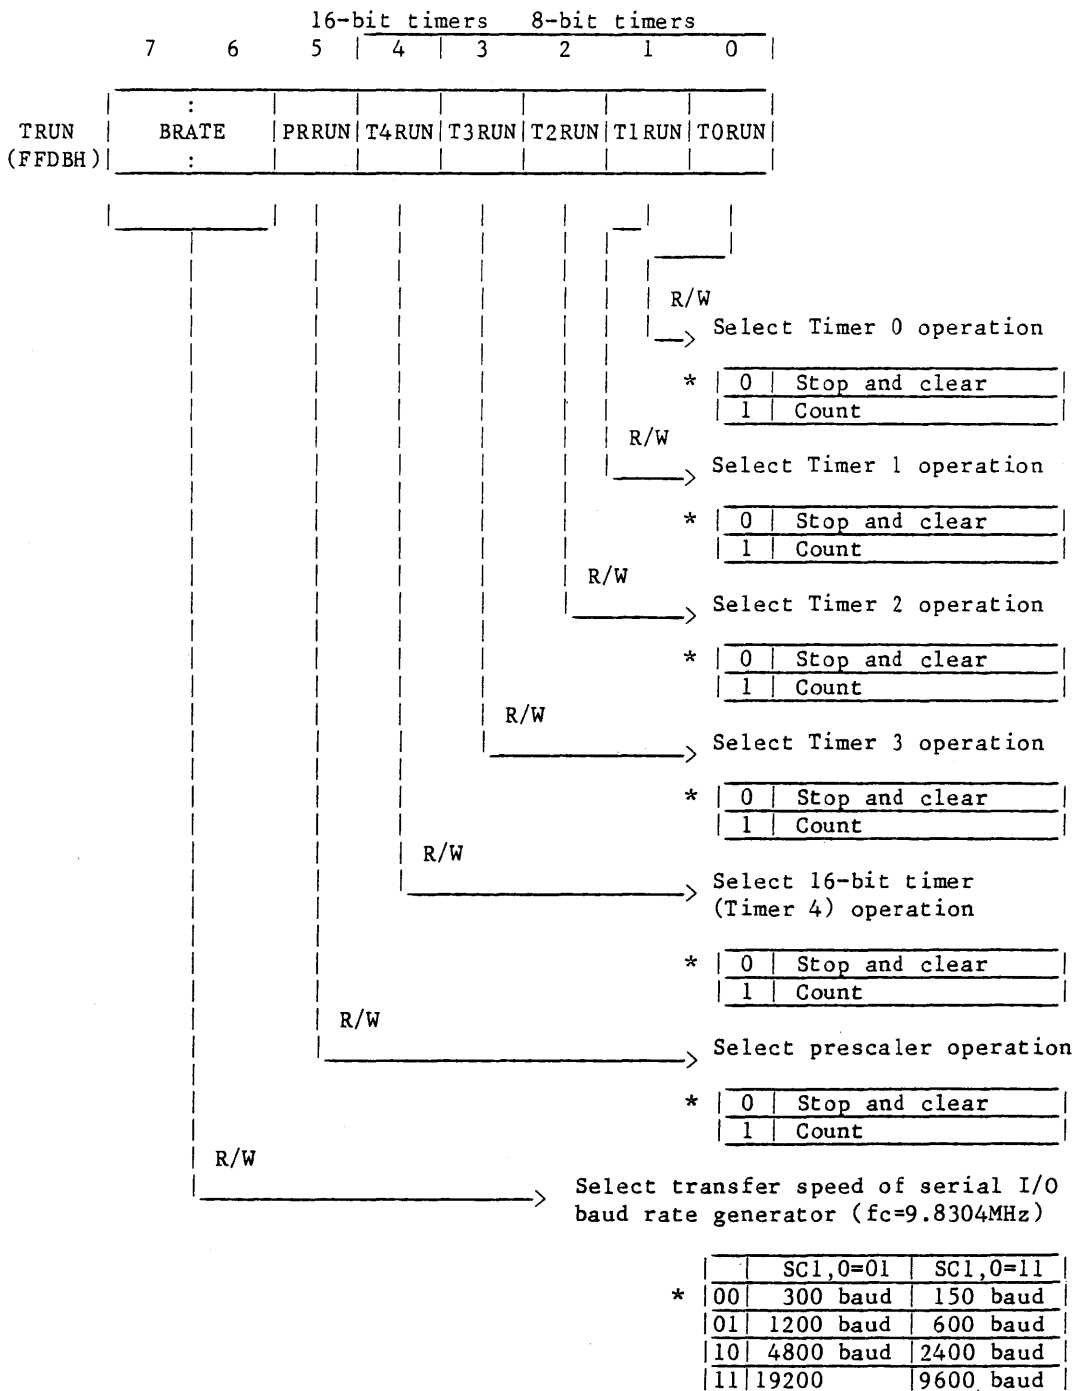 16-bit timers 8-bit timers
7 6 5 | 4 | 3 2 1 0 |
TRUN (FFDBH) | BRATE | PRRUN | T4RUN | T3RUN | T2RUN | T1RUN | T0RUN |
R/W
Select Timer 0 operation
* | 0 | Stop and clear |
| 1 | Count |
R/W
Select Timer 1 operation
* | 0 | Stop and clear |
| 1 | Count |
R/W
Select Timer 2 operation
* | 0 | Stop and clear |
| 1 | Count |
R/W
Select Timer 3 operation
* | 0 | Stop and clear |
| 1 | Count |
R/W
Select 16-bit timer
(Timer 4) operation
* | 0 | Stop and clear |
| 1 | Count |
R/W
Select prescaler operation
* | 0 | Stop and clear |
| 1 | Count |
R/W
Select transfer speed of serial I/O
baud rate generator (fc=9.8304MHz)
| | SC1,0=01 | SC1,0=11 |
* |00| 300 baud | 150 baud |
|01| 1200 baud | 600 baud |
|10| 4800 baud |2400 baud |
|11|19200 |9600 baud |